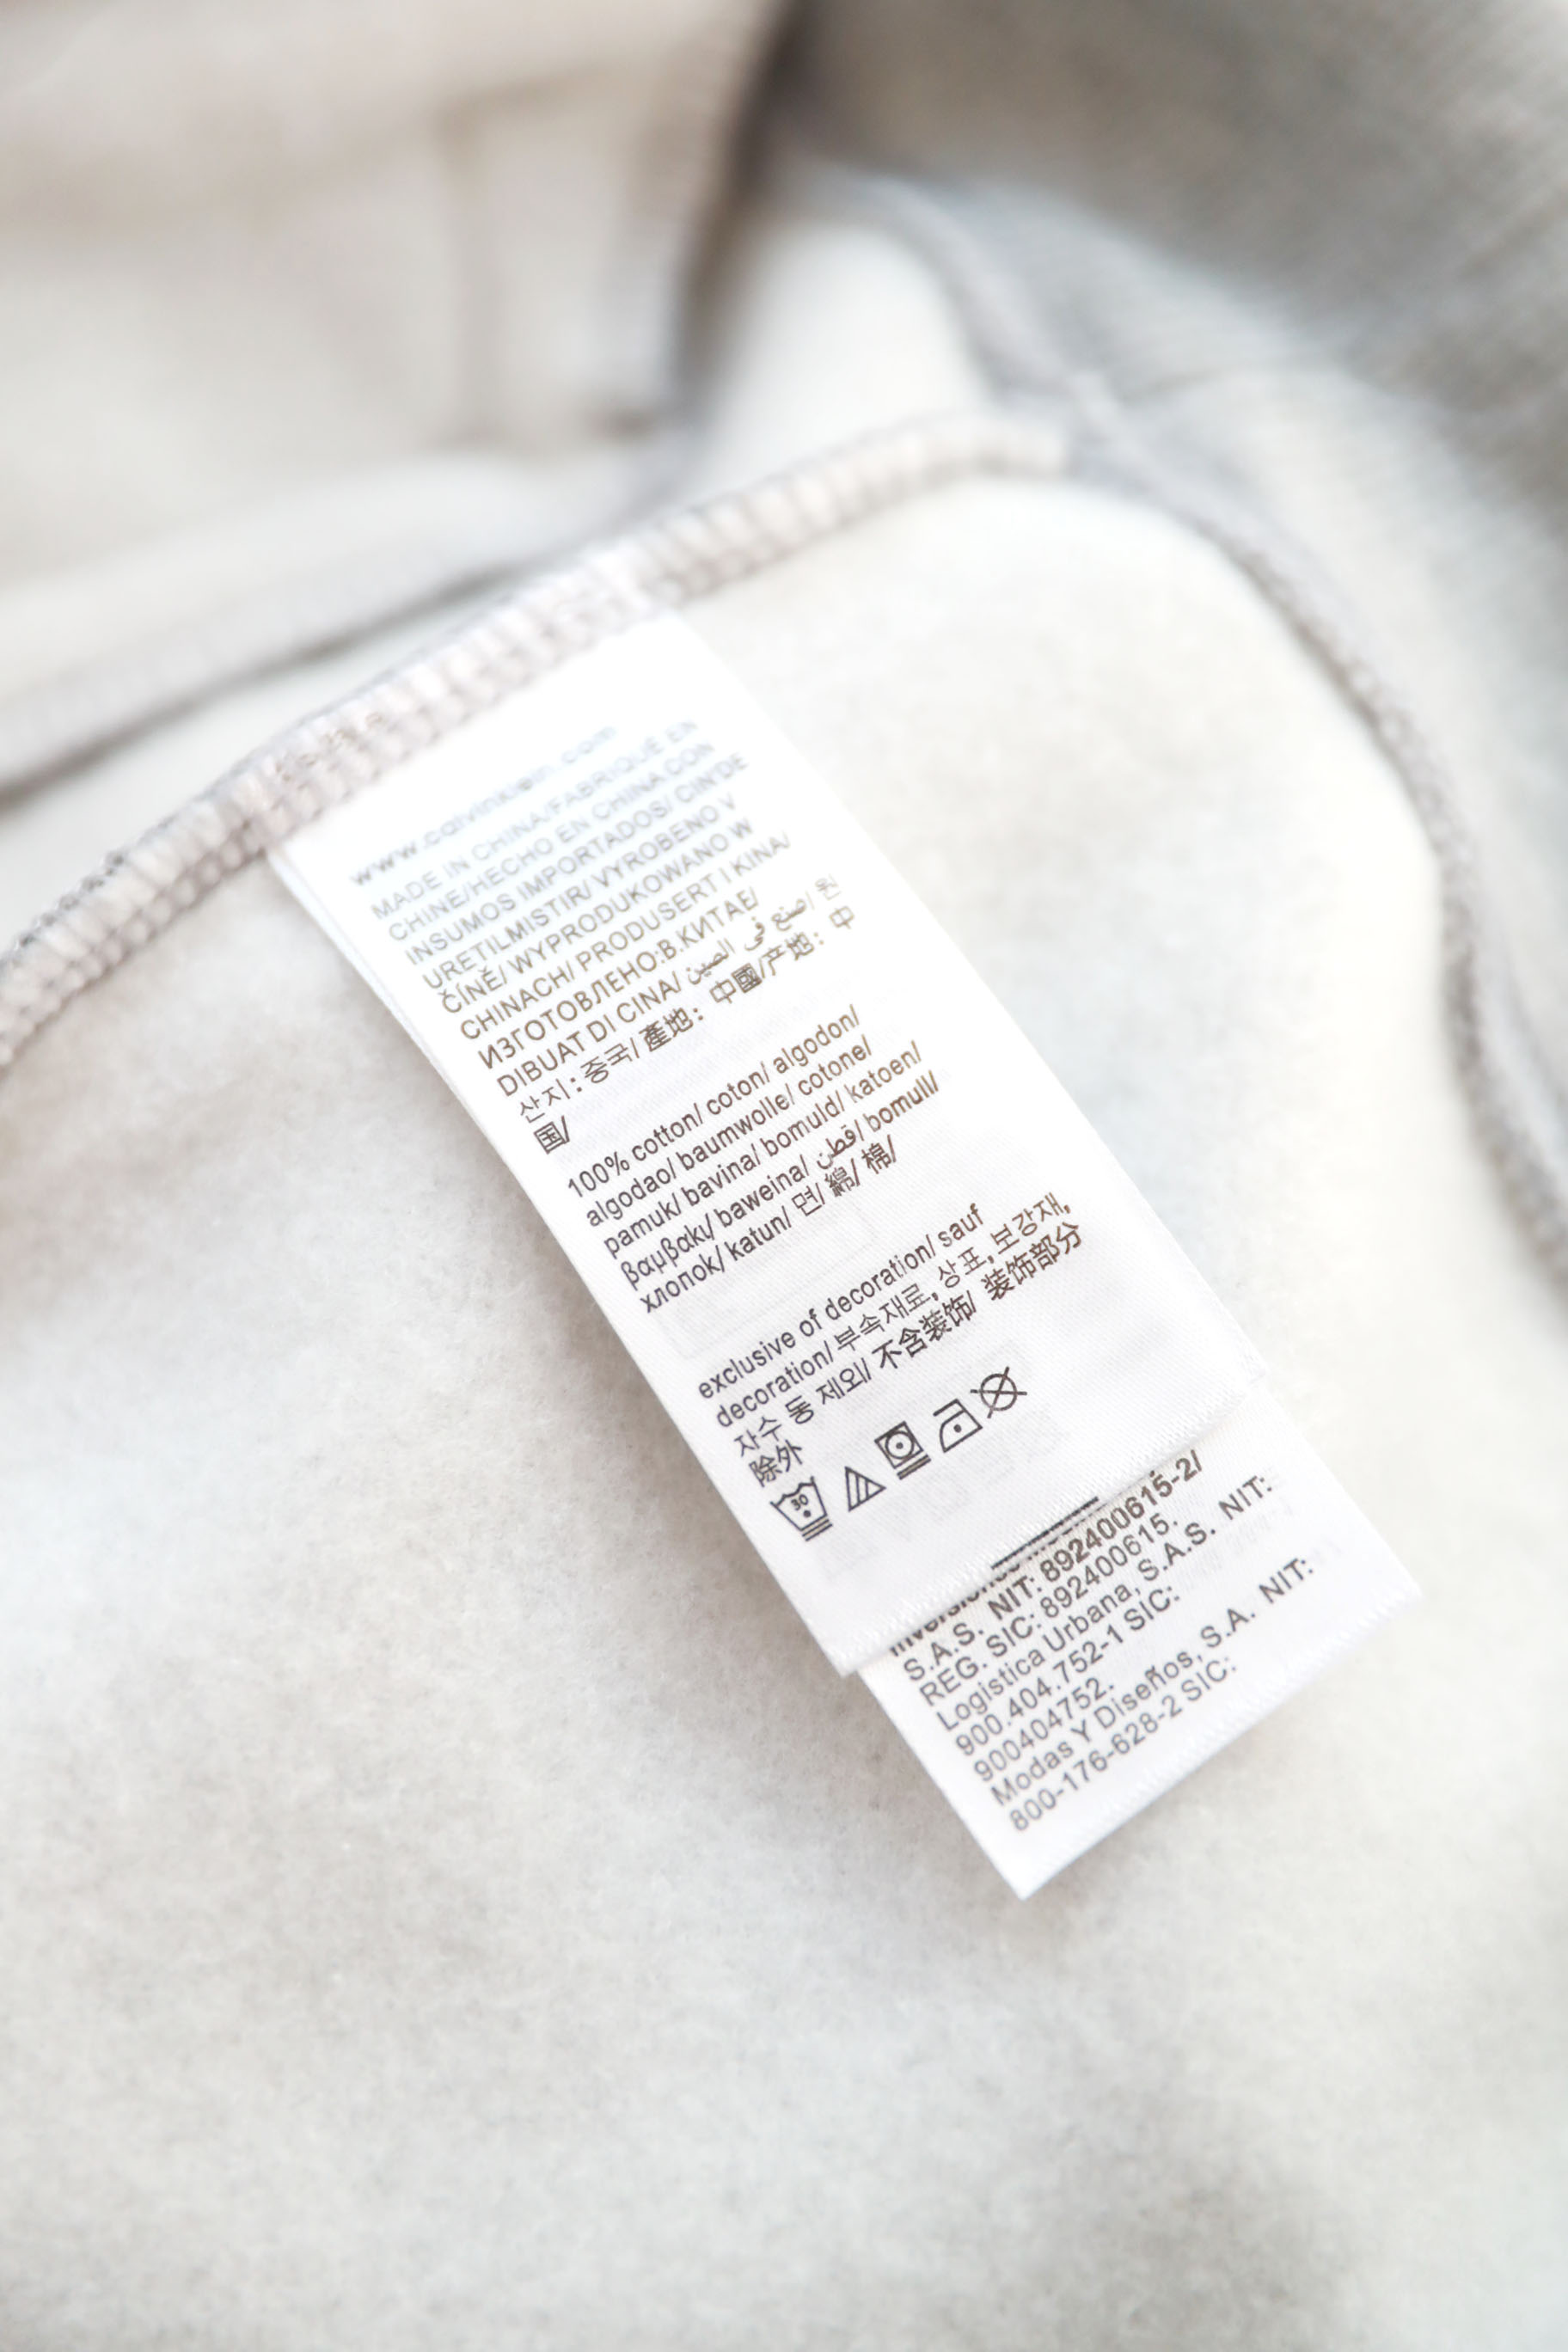 www.calvinklein.com
MADE IN CHINA/FABRIQUÉ EN
CHINE/HECHO EN CHINA CON
INSUMOS IMPORTADOS/ CIN'DE
URETILMISTIR/ VYROBENO V
ČÍNĚ/ WYPRODUKOWANO W
CHINACH/ PRODUSERT I KINA/
ИЗГОТОВЛЕНО:В.КИТАЕ/
DIBUAT DI CINA/ صنع في الصين/ 원
산지: 중국/ 產地: 中國/产地: 中
国/
100% cotton/ coton/ algodon/
algodao/ baumwolle/ cotone/
pamuk/ bavina/ bomuld/ katoen/
βαμβακι/ baweina/ قطن/ bomull/
хлопок/ katun/ 면/ 綿/ 棉/
exclusive of decoration/ sauf
decoration/ 부속재료, 상표, 보강재,
자수 동 제외/ 不含装饰/ 装饰部分
除外
30
S.A.S. NIT: 892400615-2/
REG. SIC: 892400615.
Logistica Urbana, S.A.S. NIT:
900.404.752-1 SIC:
900404752.
Modas Y Diseños, S.A. NIT:
800-176-628-2 SIC: